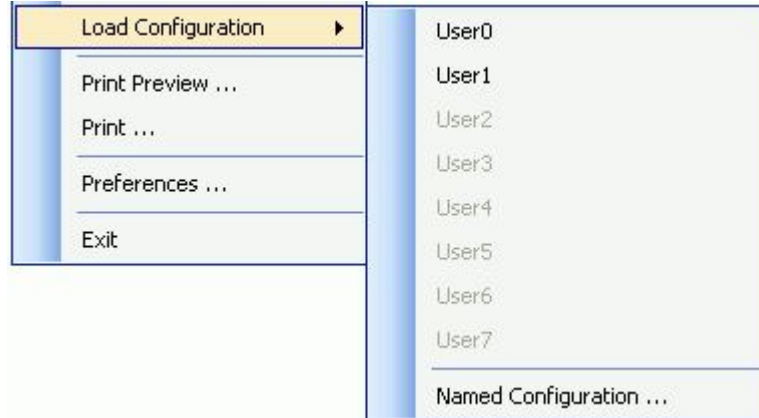 Load Configuration
Print Preview ...
Print ...
Preferences ...
Exit
User0
User1
User2
User3
User4
User5
User6
User7
Named Configuration ...